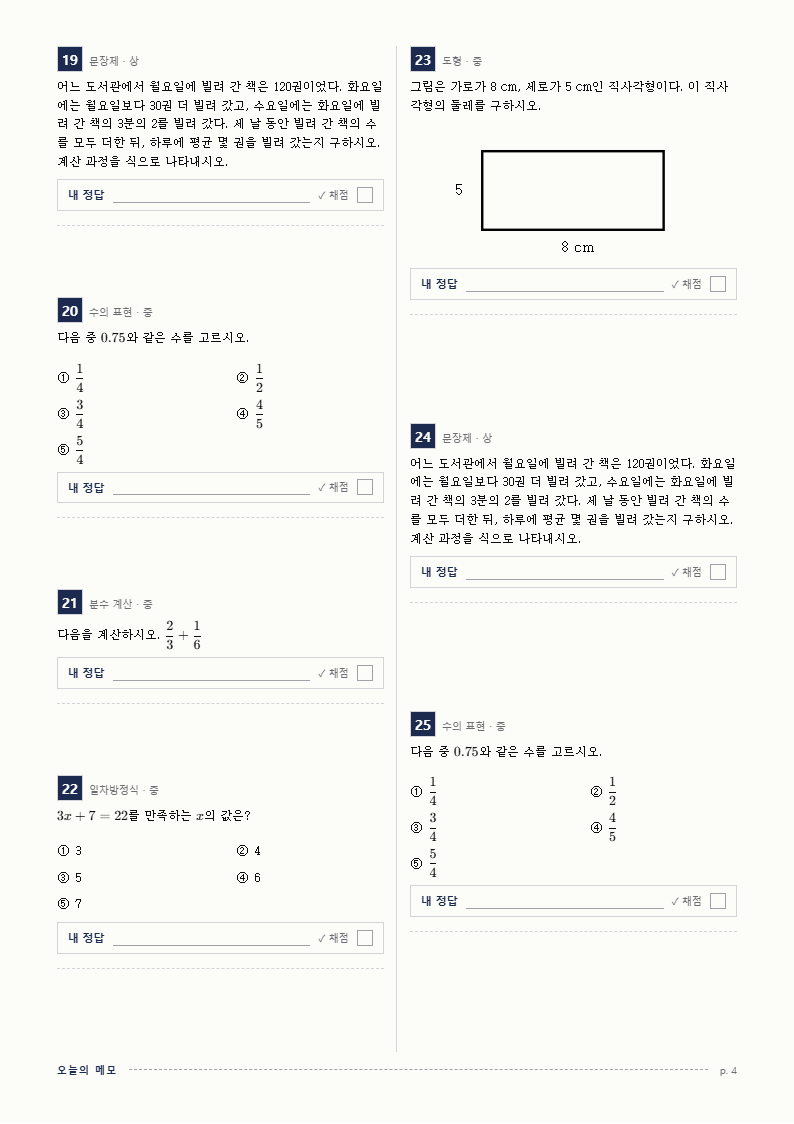 19 문장제 · 상
어느 도서관에서 월요일에 빌려 간 책은 120권이었다. 화요일
에는 월요일보다 30권 더 빌려 갔고, 수요일에는 화요일에 빌
려 간 책의 3분의 2를 빌려 갔다. 세 날 동안 빌려 간 책의 수
를 모두 더한 뒤, 하루에 평균 몇 권을 빌려 갔는지 구하시오.
계산 과정을 식으로 나타내시오.
내 정답 ✓ 채점
20 수의 표현 · 중
다음 중 0.75와 같은 수를 고르시오.
① 1/4 ② 1/2
③ 3/4 ④ 4/5
⑤ 5/4
내 정답 ✓ 채점
21 분수 계산 · 중
다음을 계산하시오. 2/3 + 1/6
내 정답 ✓ 채점
22 일차방정식 · 중
3x + 7 = 22를 만족하는 x의 값은?
① 3 ② 4
③ 5 ④ 6
⑤ 7
내 정답 ✓ 채점
23 도형 · 중
그림은 가로가 8 cm, 세로가 5 cm인 직사각형이다. 이 직사
각형의 둘레를 구하시오.
5
8 cm
내 정답 ✓ 채점
24 문장제 · 상
어느 도서관에서 월요일에 빌려 간 책은 120권이었다. 화요일
에는 월요일보다 30권 더 빌려 갔고, 수요일에는 화요일에 빌
려 간 책의 3분의 2를 빌려 갔다. 세 날 동안 빌려 간 책의 수
를 모두 더한 뒤, 하루에 평균 몇 권을 빌려 갔는지 구하시오.
계산 과정을 식으로 나타내시오.
내 정답 ✓ 채점
25 수의 표현 · 중
다음 중 0.75와 같은 수를 고르시오.
① 1/4 ② 1/2
③ 3/4 ④ 4/5
⑤ 5/4
내 정답 ✓ 채점
오늘의 메모 p. 4